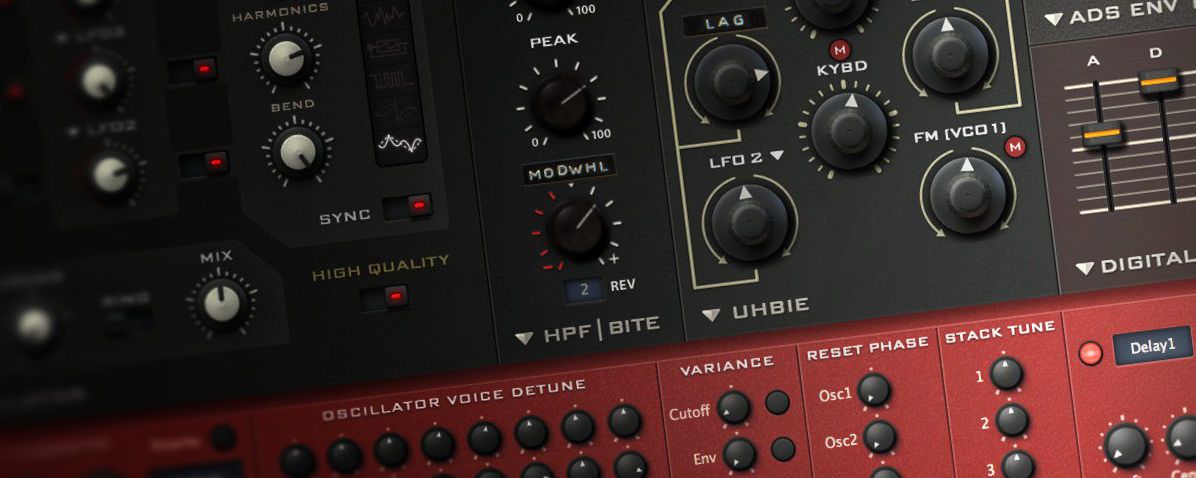 HARMONICS
LFO2
BEND
LFO2
SYNC
MIX
HIGH QUALITY
0 100
PEAK
0 100
MODWHL
+
2 REV
HPF|BITE
LAG
M
KYBD
LFO 2
FM [VCO1]
M
UHBIE
ADS ENV
A D
DIGITAL
OSCILLATOR VOICE DETUNE
VARIANCE
Cutoff
Env
RESET PHASE
Osc1
Osc2
STACK TUNE
1
2
3
Delay1